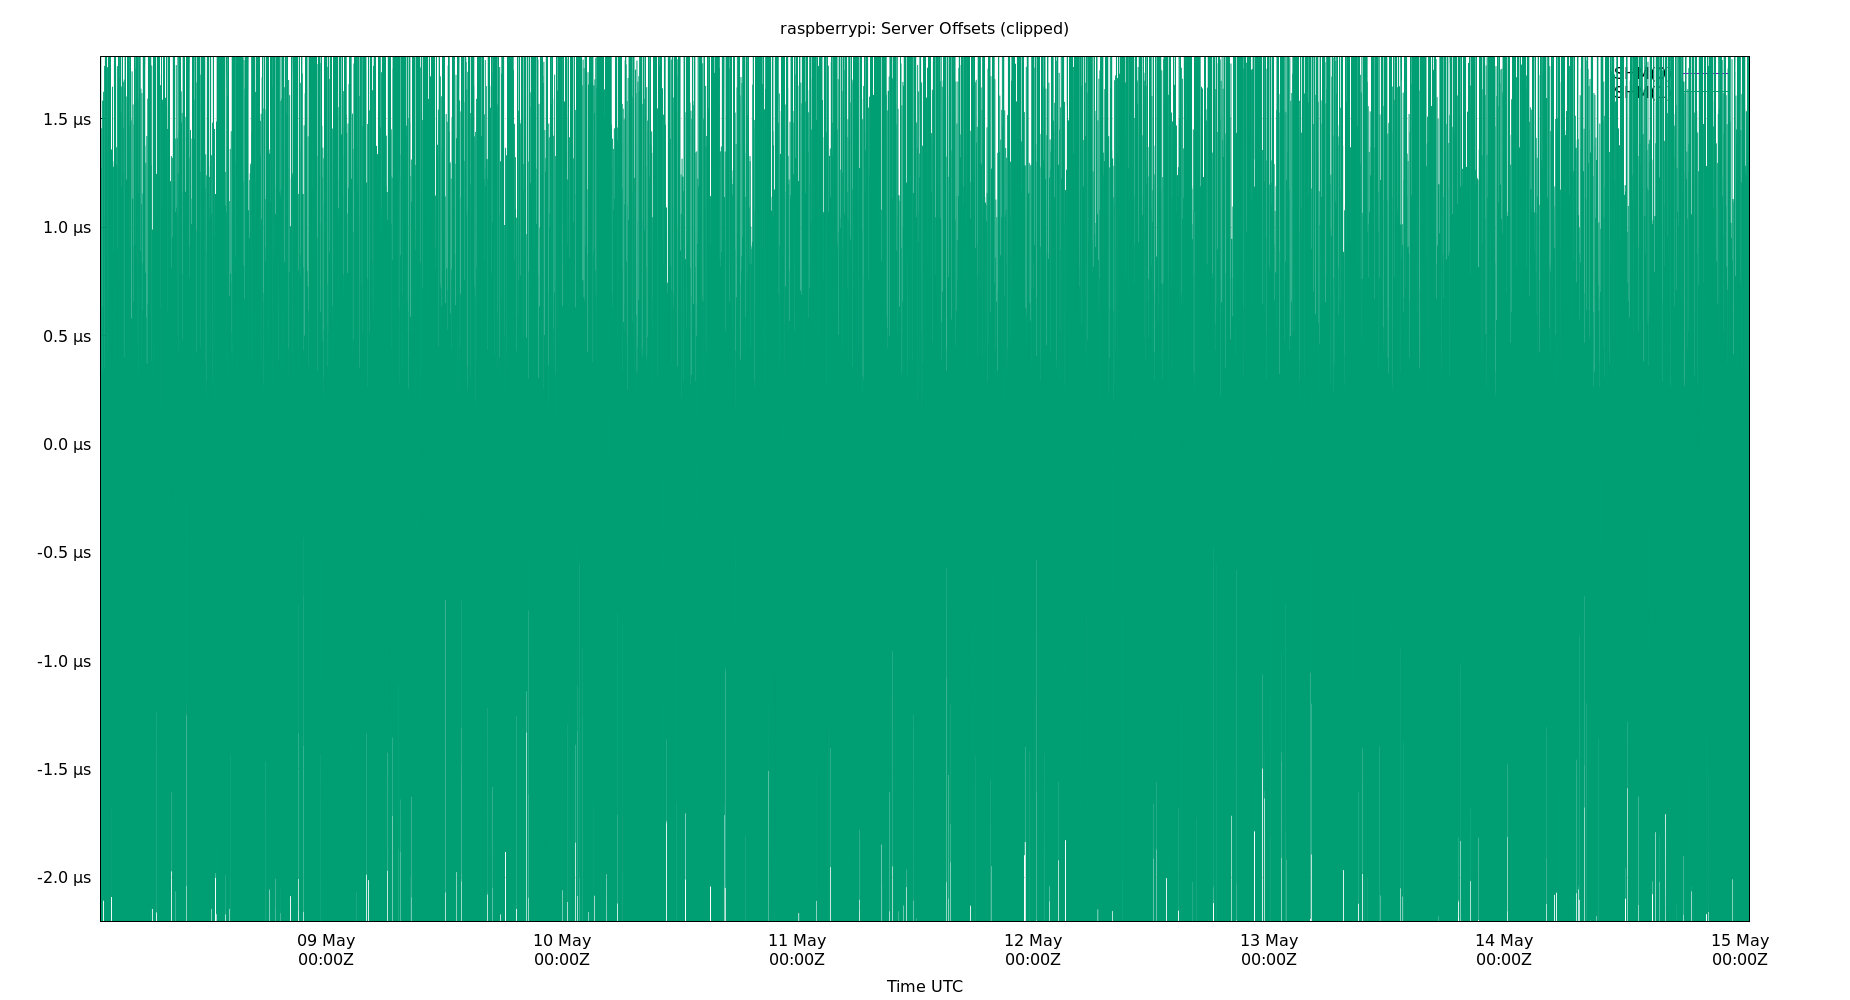 raspberrypi: Server Offsets (clipped)
1.5 µs
1.0 µs
0.5 µs
0.0 µs
-0.5 µs
-1.0 µs
-1.5 µs
-2.0 µs
09 May
00:00Z
10 May
00:00Z
11 May
00:00Z
12 May
00:00Z
13 May
00:00Z
14 May
00:00Z
15 May
00:00Z
Time UTC